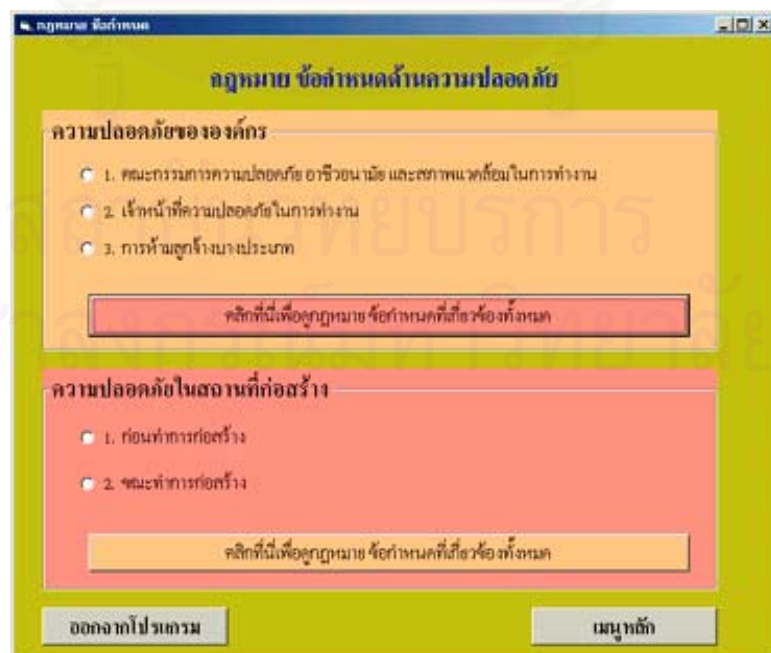 กฎหมาย ข้อกำหนด
กฎหมาย ข้อกำหนดด้านความปลอดภัย
ความปลอดภัยขององค์กร
1. คณะกรรมการความปลอดภัย อาชีวอนามัย และสภาพแวดล้อมในการทำงาน
2. เจ้าหน้าที่ความปลอดภัยในการทำงาน
3. การห้ามลูกจ้างบางประเภท
คลิกที่นี่เพื่อดูกฎหมาย ข้อกำหนดที่เกี่ยวข้องทั้งหมด
ความปลอดภัยในสถานที่ก่อสร้าง
1. ก่อนทำการก่อสร้าง
2. ขณะทำการก่อสร้าง
คลิกที่นี่เพื่อดูกฎหมาย ข้อกำหนดที่เกี่ยวข้องทั้งหมด
ออกจากโปรแกรม เมนูหลัก